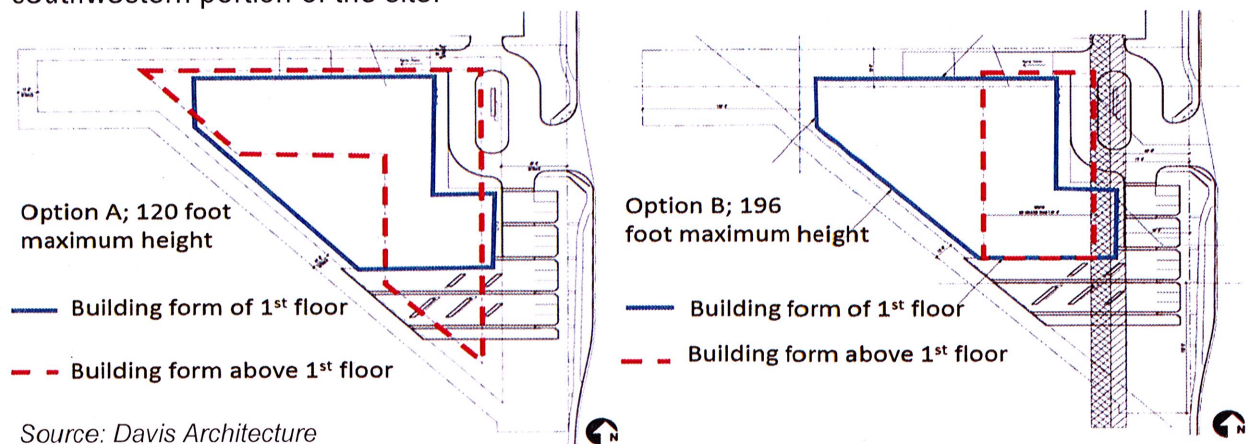 southwestern portion of the site.
Option A; 120 foot
maximum height
Building form of 1st floor
Building form above 1st floor
Source: Davis Architecture
N
Option B; 196
foot maximum height
Building form of 1st floor
Building form above 1st floor
N